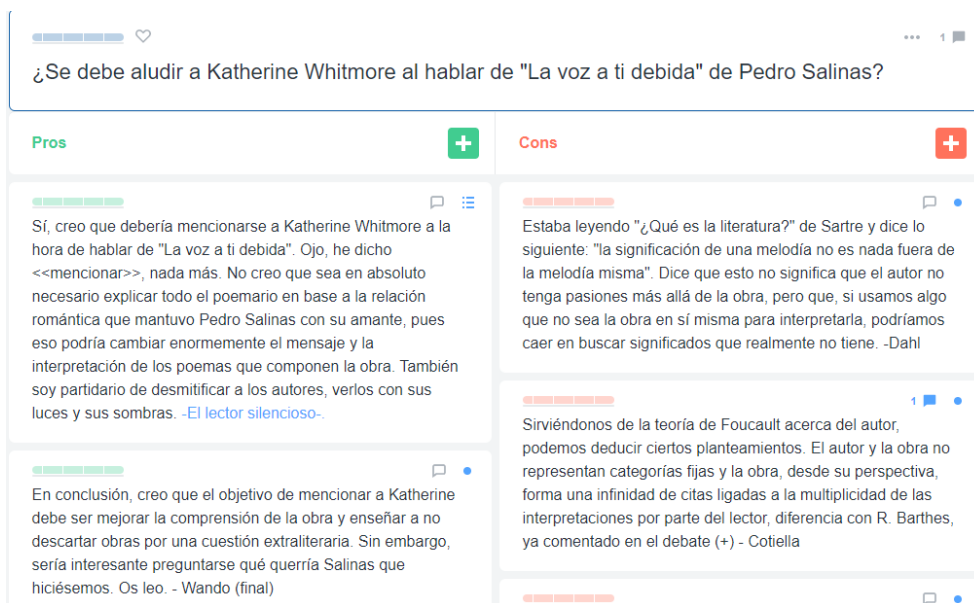 1
¿Se debe aludir a Katherine Whitmore al hablar de "La voz a ti debida" de Pedro Salinas?
Pros
Sí, creo que debería mencionarse a Katherine Whitmore a la
hora de hablar de "La voz a ti debida". Ojo, he dicho
<<mencionar>>, nada más. No creo que sea en absoluto
necesario explicar todo el poemario en base a la relación
romántica que mantuvo Pedro Salinas con su amante, pues
eso podría cambiar enormemente el mensaje y la
interpretación de los poemas que componen la obra. También
soy partidario de desmitificar a los autores, verlos con sus
luces y sus sombras. -El lector silencioso-.
En conclusión, creo que el objetivo de mencionar a Katherine
debe ser mejorar la comprensión de la obra y enseñar a no
descartar obras por una cuestión extraliteraria. Sin embargo,
sería interesante preguntarse qué querría Salinas que
hiciésemos. Os leo. - Wando (final)
Cons
Estaba leyendo "¿Qué es la literatura?" de Sartre y dice lo
siguiente: "la significación de una melodía no es nada fuera de
la melodía misma". Dice que esto no significa que el autor no
tenga pasiones más allá de la obra, pero que, si usamos algo
que no sea la obra en sí misma para interpretarla, podríamos
caer en buscar significados que realmente no tiene. -Dahl
1
Sirviéndonos de la teoría de Foucault acerca del autor,
podemos deducir ciertos planteamientos. El autor y la obra no
representan categorías fijas y la obra, desde su perspectiva,
forma una infinidad de citas ligadas a la multiplicidad de las
interpretaciones por parte del lector, diferencia con R. Barthes,
ya comentado en el debate (+) - Cotiella